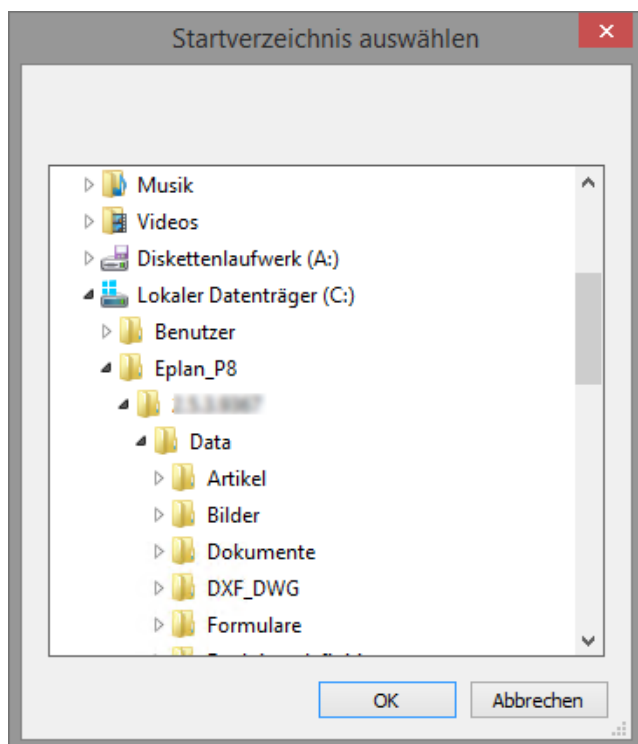 Startverzeichnis auswählen
Musik
Videos
Diskettenlaufwerk (A:)
Lokaler Datenträger (C:)
Benutzer
Eplan_P8
Data
Artikel
Bilder
Dokumente
DXF_DWG
Formulare
OK
Abbrechen